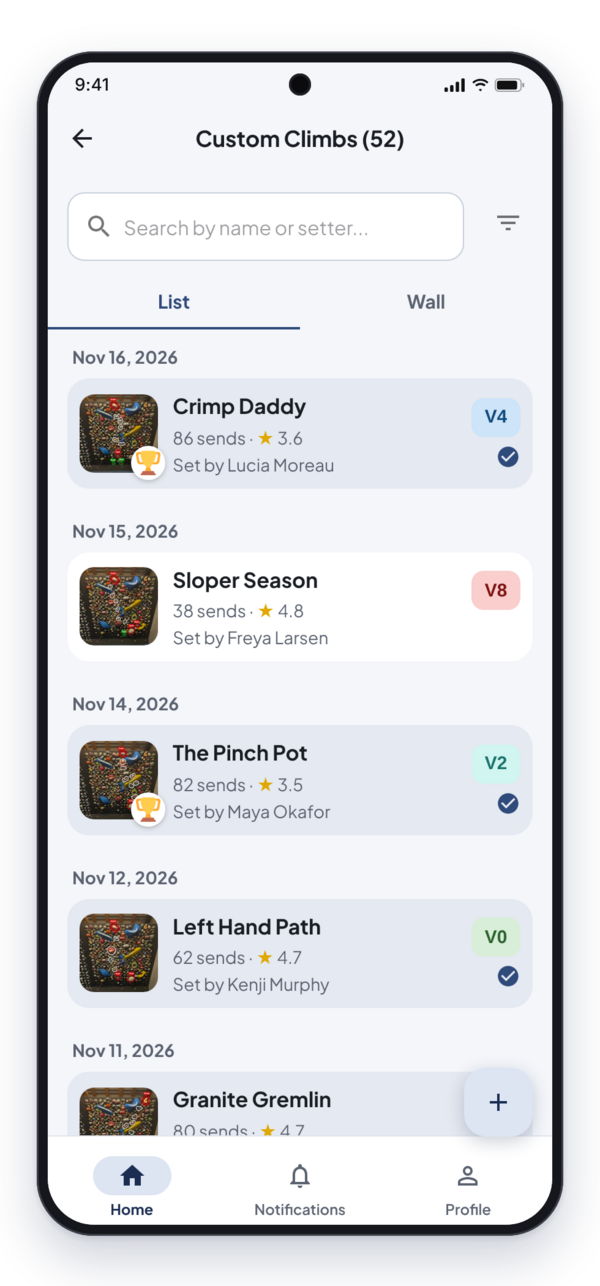 9:41
Custom Climbs (52)
Search by name or setter...
List
Wall
Nov 16, 2026
Crimp Daddy
V4
86 sends · ★ 3.6
Set by Lucia Moreau
Nov 15, 2026
Sloper Season
V8
38 sends · ★ 4.8
Set by Freya Larsen
Nov 14, 2026
The Pinch Pot
V2
82 sends · ★ 3.5
Set by Maya Okafor
Nov 12, 2026
Left Hand Path
V0
62 sends · ★ 4.7
Set by Kenji Murphy
Nov 11, 2026
Granite Gremlin
80 sends · ★ 4.7
Home
Notifications
Profile